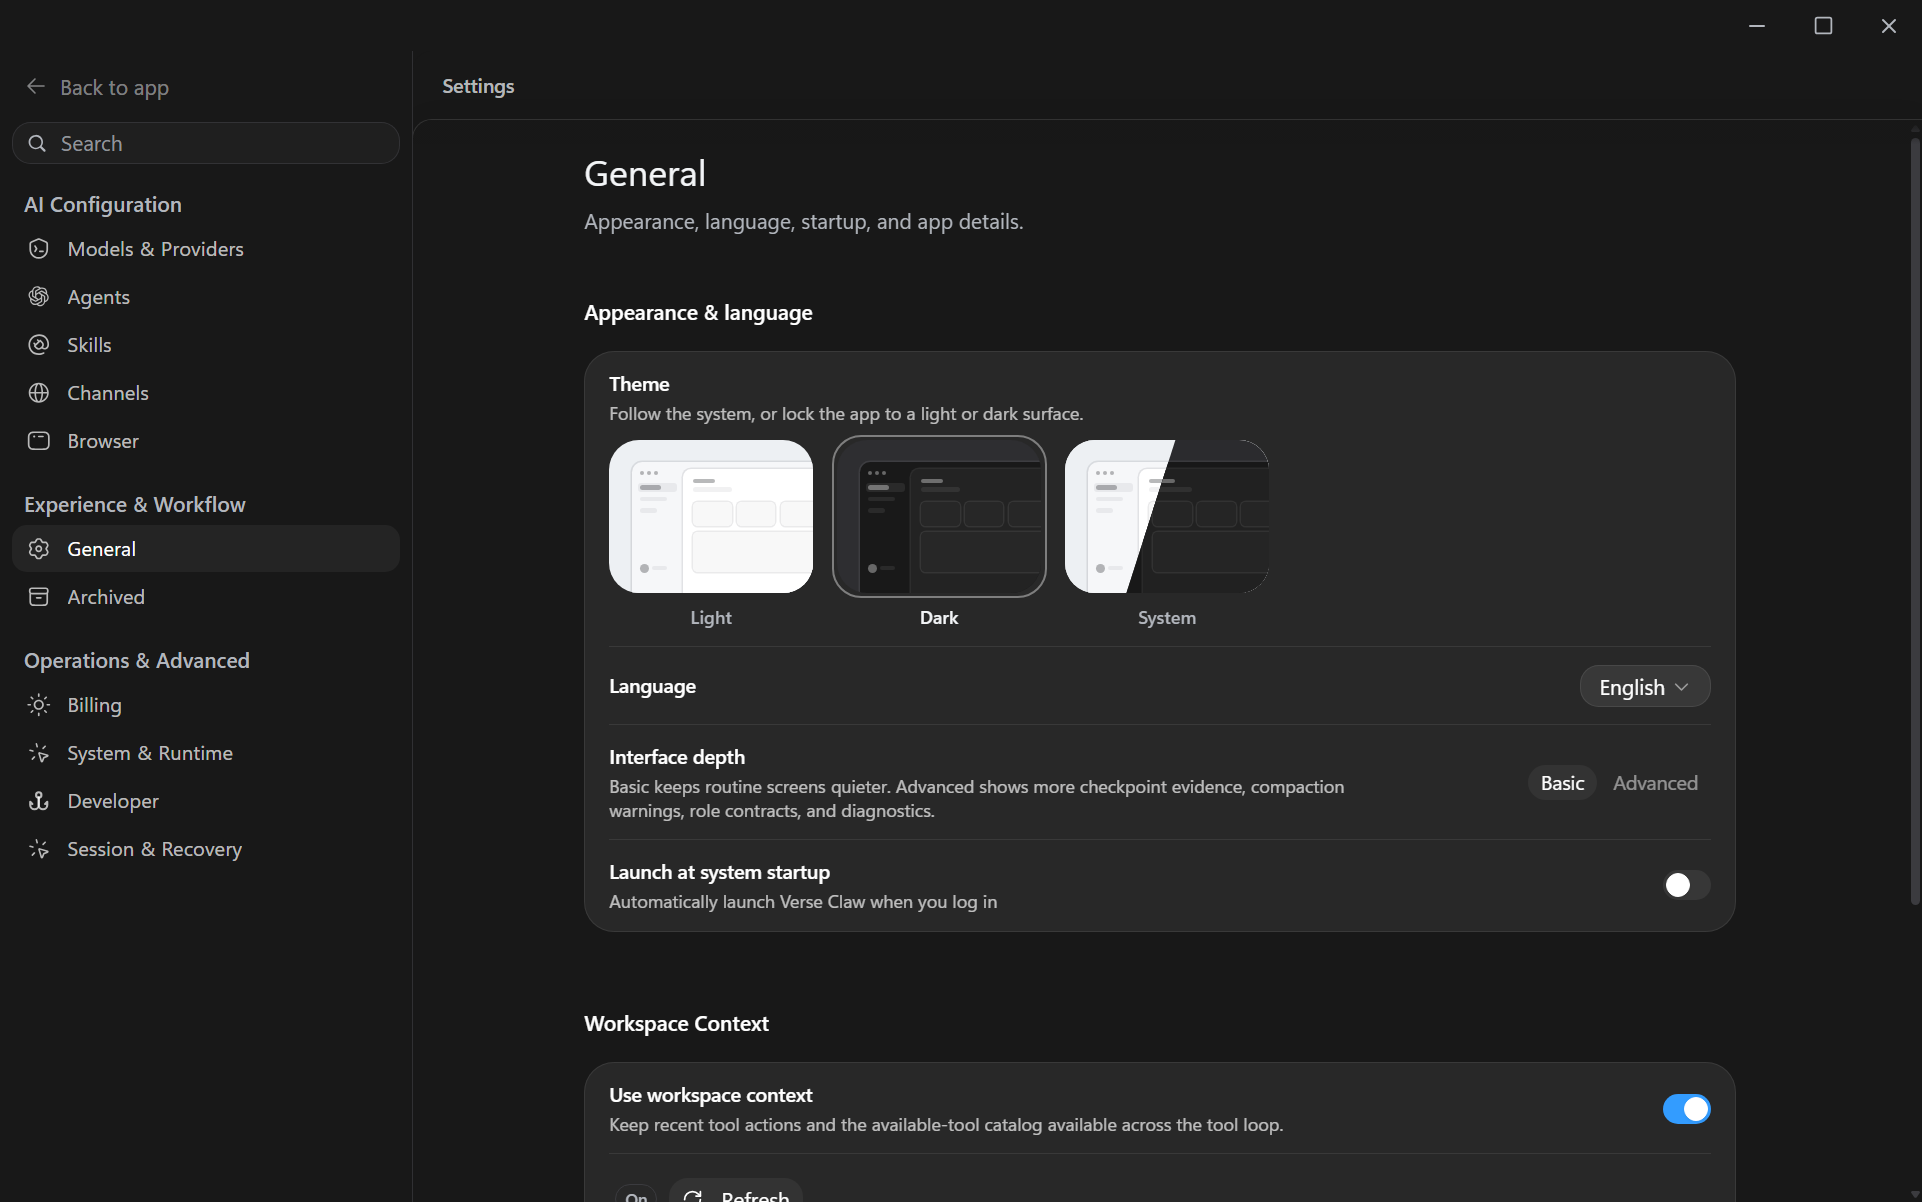 Back to app
Search
AI Configuration
Models & Providers
Agents
Skills
Channels
Browser
Experience & Workflow
General
Archived
Operations & Advanced
Billing
System & Runtime
Developer
Session & Recovery
Settings
General
Appearance, language, startup, and app details.
Appearance & language
Theme
Follow the system, or lock the app to a light or dark surface.
Light
Dark
System
Language
English
Interface depth
Basic keeps routine screens quieter. Advanced shows more checkpoint evidence, compaction
warnings, role contracts, and diagnostics.
Basic
Advanced
Launch at system startup
Automatically launch Verse Claw when you log in
Workspace Context
Use workspace context
Keep recent tool actions and the available-tool catalog available across the tool loop.
On
Refresh